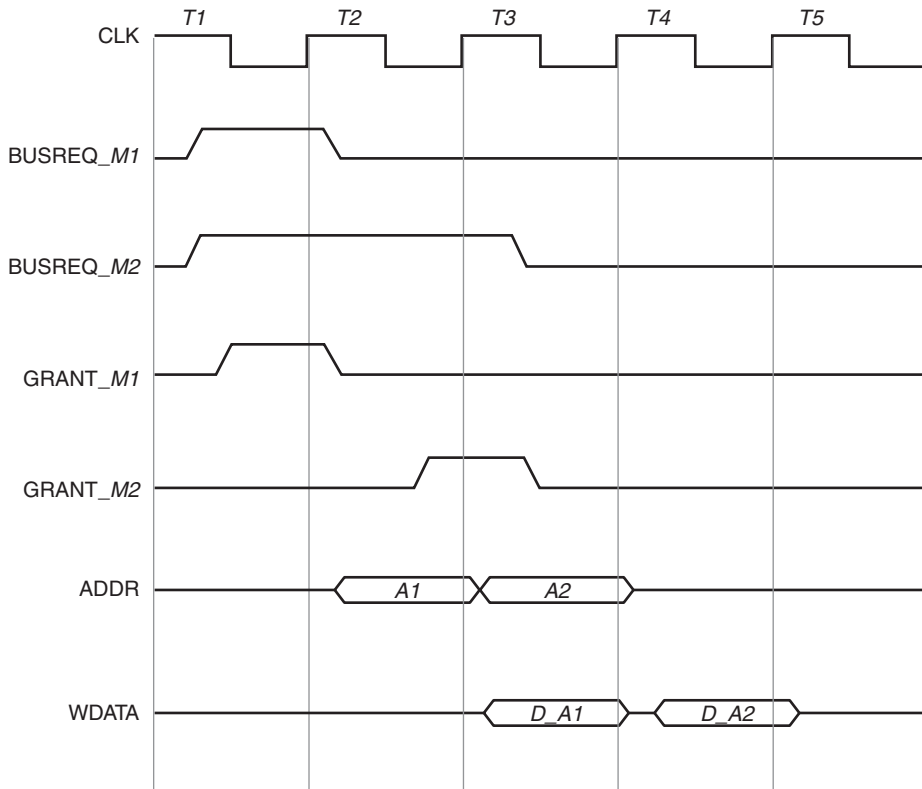 T1 T2 T3 T4 T5
CLK
BUSREQ_M1
BUSREQ_M2
GRANT_M1
GRANT_M2
ADDR A1 A2
WDATA D_A1 D_A2